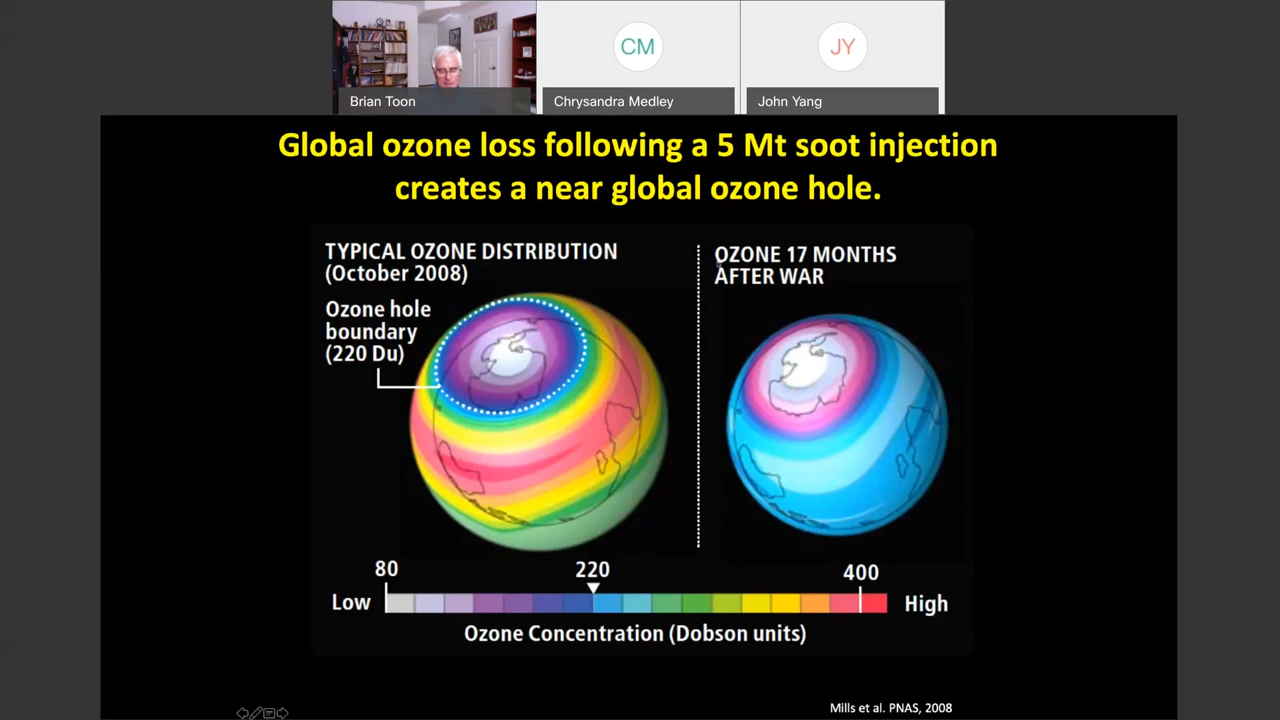 CM
JY
Brian Toon
Chrysandra Medley
John Yang
Global ozone loss following a 5 Mt soot injection
creates a near global ozone hole.
TYPICAL OZONE DISTRIBUTION
(October 2008)
Ozone hole
boundary
(220 Du)
OZONE 17 MONTHS
AFTER WAR
80
220
400
Low
High
Ozone Concentration (Dobson units)
Mills et al. PNAS, 2008